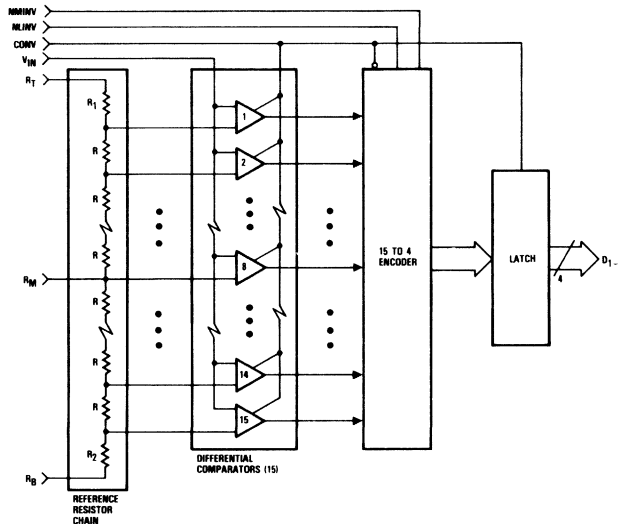 NMINV
NLINV
CONV
VIN
RT
R1
R
R
R
R
RM
R
R
R
R
R2
RB
1
2
8
14
15
15 TO 4
ENCODER
LATCH
4
D1-
DIFFERENTIAL
COMPARATORS (15)
REFERENCE
RESISTOR
CHAIN